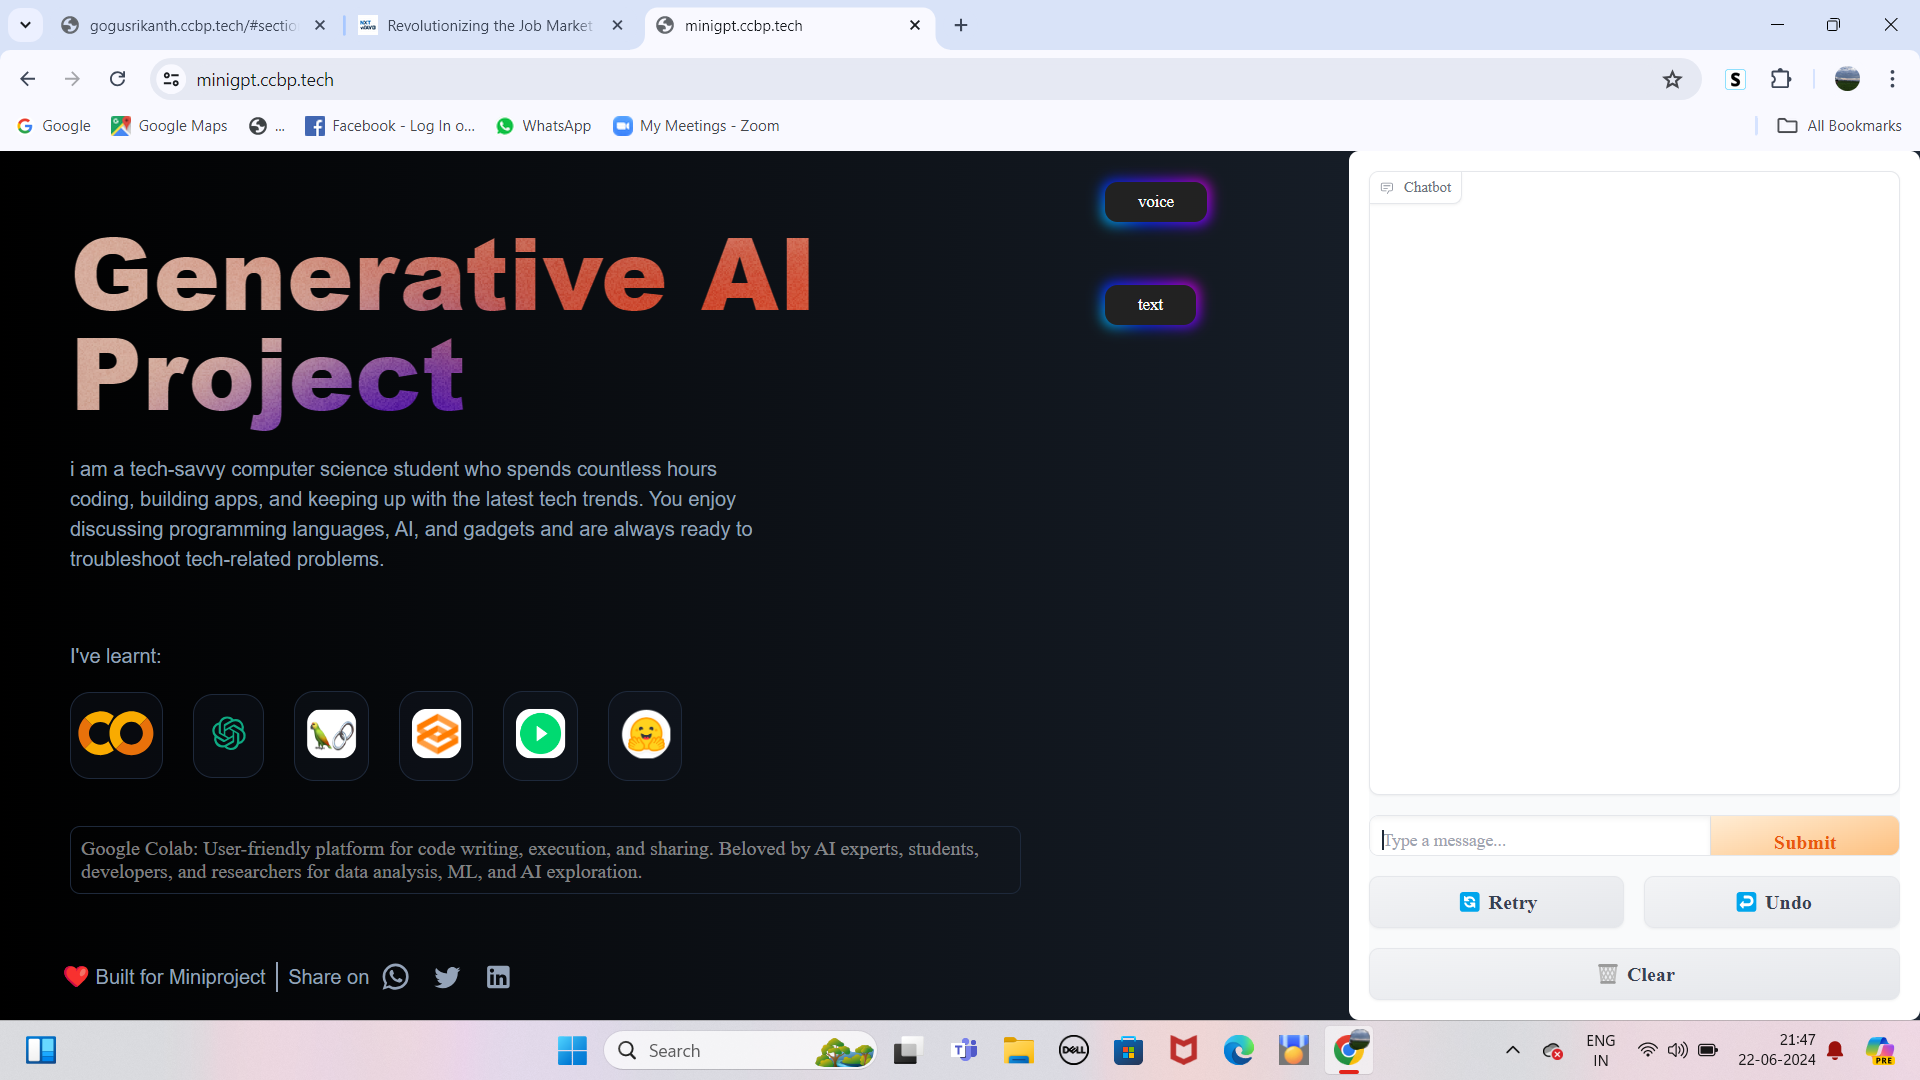 gogusrikanth.ccbp.tech/#sectio
Revolutionizing the Job Market
minigpt.ccbp.tech
minigpt.ccbp.tech
S
Google
Google Maps
...
Facebook - Log In o...
WhatsApp
My Meetings - Zoom
All Bookmarks
Generative AI
Project
i am a tech-savvy computer science student who spends countless hours
coding, building apps, and keeping up with the latest tech trends. You enjoy
discussing programming languages, AI, and gadgets and are always ready to
troubleshoot tech-related problems.
I've learnt:
Google Colab: User-friendly platform for code writing, execution, and sharing. Beloved by AI experts, students,
developers, and researchers for data analysis, ML, and AI exploration.
Built for Miniproject
Share on
voice
text
Chatbot
Type a message...
Submit
Retry
Undo
Clear
Search
DELL
ENG
IN
21:47
22-06-2024
PRE